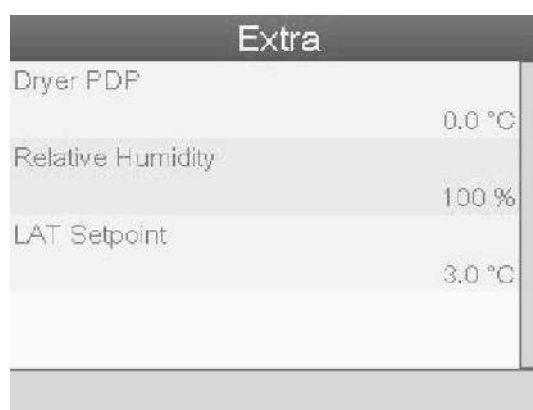 Extra
Dryer PDP
0.0 °C
Relative Humidity
100 %
LAT Setpoint
3.0 °C